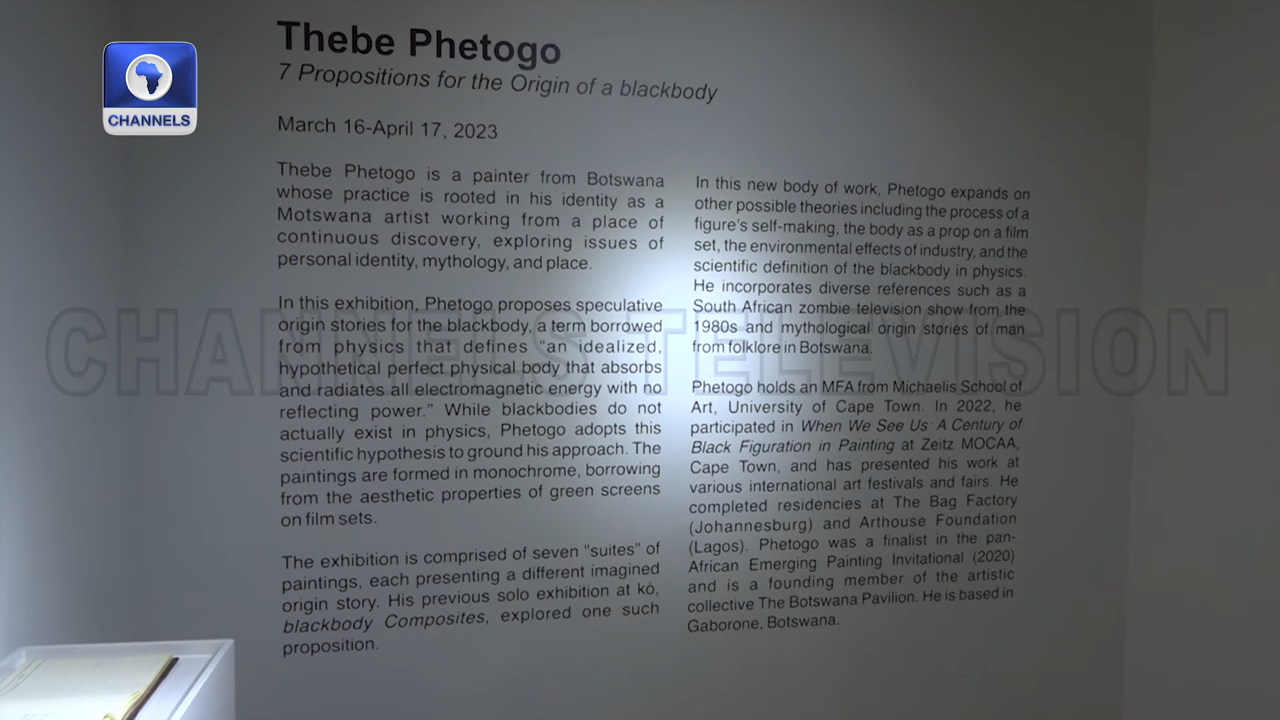 CHANNELS
Thebe Phetogo
7 Propositions for the Origin of a blackbody
March 16-April 17, 2023
Thebe Phetogo is a painter from Botswana
whose practice is rooted in his identity as a
Motswana artist working from a place of
continuous discovery, exploring issues of
personal identity, mythology, and place.
In this exhibition, Phetogo proposes speculative
origin stories for the blackbody, a term borrowed
from physics that defines "an idealized,
hypothetical perfect physical body that absorbs
and radiates all electromagnetic energy with no
reflecting power." While blackbodies do not
actually exist in physics, Phetogo adopts this
scientific hypothesis to ground his approach. The
paintings are formed in monochrome, borrowing
from the aesthetic properties of green screens
on film sets.
The exhibition is comprised of seven "suites" of
paintings, each presenting a different imagined
origin story. His previous solo exhibition at kó,
blackbody Composites, explored one such
proposition.
In this new body of work, Phetogo expands on
other possible theories including the process of a
figure's self-making, the body as a prop on a film
set, the environmental effects of industry, and the
scientific definition of the blackbody in physics.
He incorporates diverse references such as a
South African zombie television show from the
1980s and mythological origin stories of man
from folklore in Botswana.
Phetogo holds an MFA from Michaelis School of
Art, University of Cape Town. In 2022, he
participated in When We See Us: A Century of
Black Figuration in Painting at Zeitz MOCAA,
Cape Town, and has presented his work at
various international art festivals and fairs. He
completed residencies at The Bag Factory
(Johannesburg) and Arthouse Foundation
(Lagos). Phetogo was a finalist in the pan-
African Emerging Painting Invitational (2020)
and is a founding member of the artistic
collective The Botswana Pavilion. He is based in
Gaborone, Botswana.
CHANNELS TELEVISION